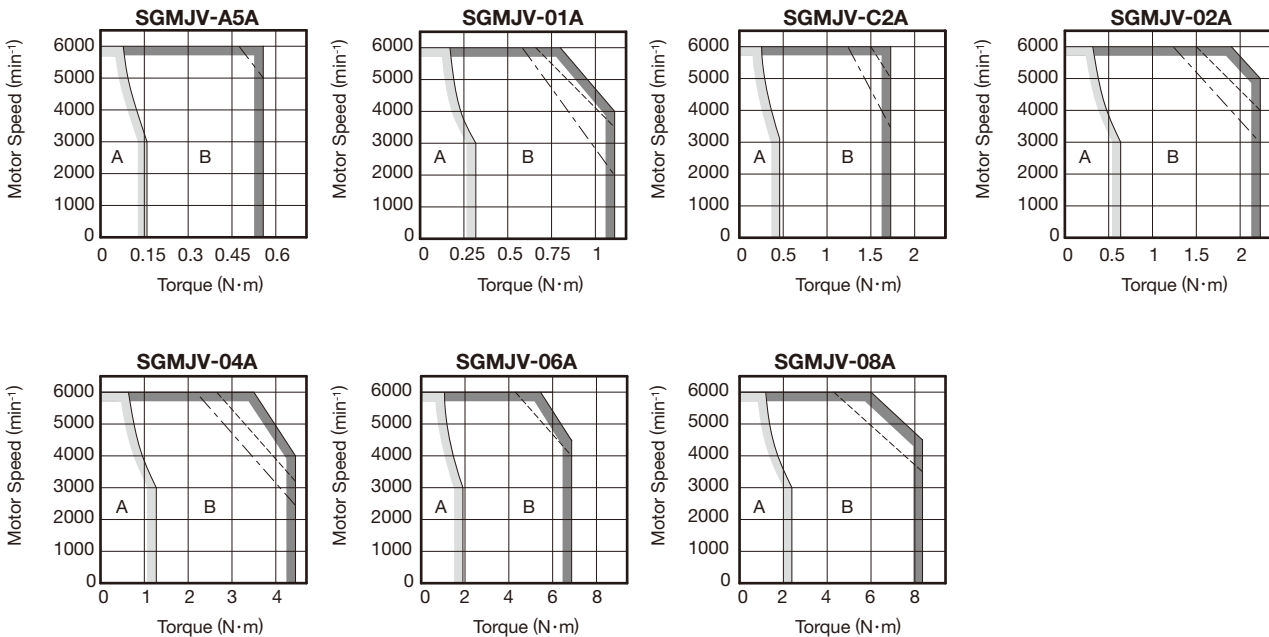 SGMJV-A5A
Motor Speed (min-1)
6000
5000
4000
3000
2000
1000
0
A
B
0 0.15 0.3 0.45 0.6
Torque (N·m)
SGMJV-01A
Motor Speed (min-1)
6000
5000
4000
3000
2000
1000
0
A
B
0 0.25 0.5 0.75 1
Torque (N·m)
SGMJV-C2A
Motor Speed (min-1)
6000
5000
4000
3000
2000
1000
0
A
B
0 0.5 1 1.5 2
Torque (N·m)
SGMJV-02A
Motor Speed (min-1)
6000
5000
4000
3000
2000
1000
0
A
B
0 0.5 1 1.5 2
Torque (N·m)
SGMJV-04A
Motor Speed (min-1)
6000
5000
4000
3000
2000
1000
0
A
B
0 1 2 3 4
Torque (N·m)
SGMJV-06A
Motor Speed (min-1)
6000
5000
4000
3000
2000
1000
0
A
B
0 2 4 6 8
Torque (N·m)
SGMJV-08A
Motor Speed (min-1)
6000
5000
4000
3000
2000
1000
0
A
B
0 2 4 6 8
Torque (N·m)